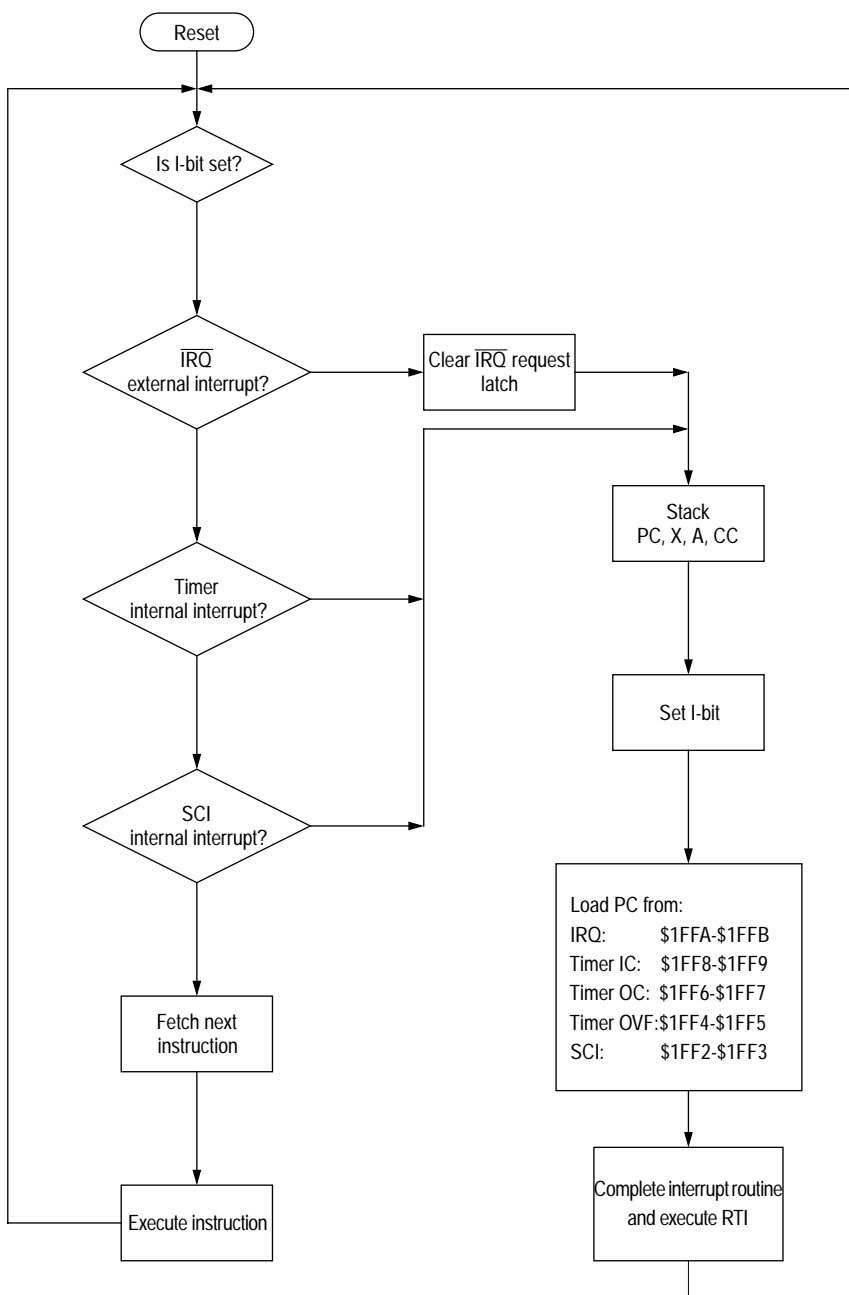 Reset
Is I-bit set?
I̅R̅Q̅
external interrupt?
Clear I̅R̅Q̅ request
latch
Stack
PC, X, A, CC
Timer
internal interrupt?
Set I-bit
SCI
internal interrupt?
Load PC from:
IRQ: $1FFA-$1FFB
Timer IC: $1FF8-$1FF9
Timer OC: $1FF6-$1FF7
Timer OVF:$1FF4-$1FF5
SCI: $1FF2-$1FF3
Fetch next
instruction
Execute instruction
Complete interrupt routine
and execute RTI